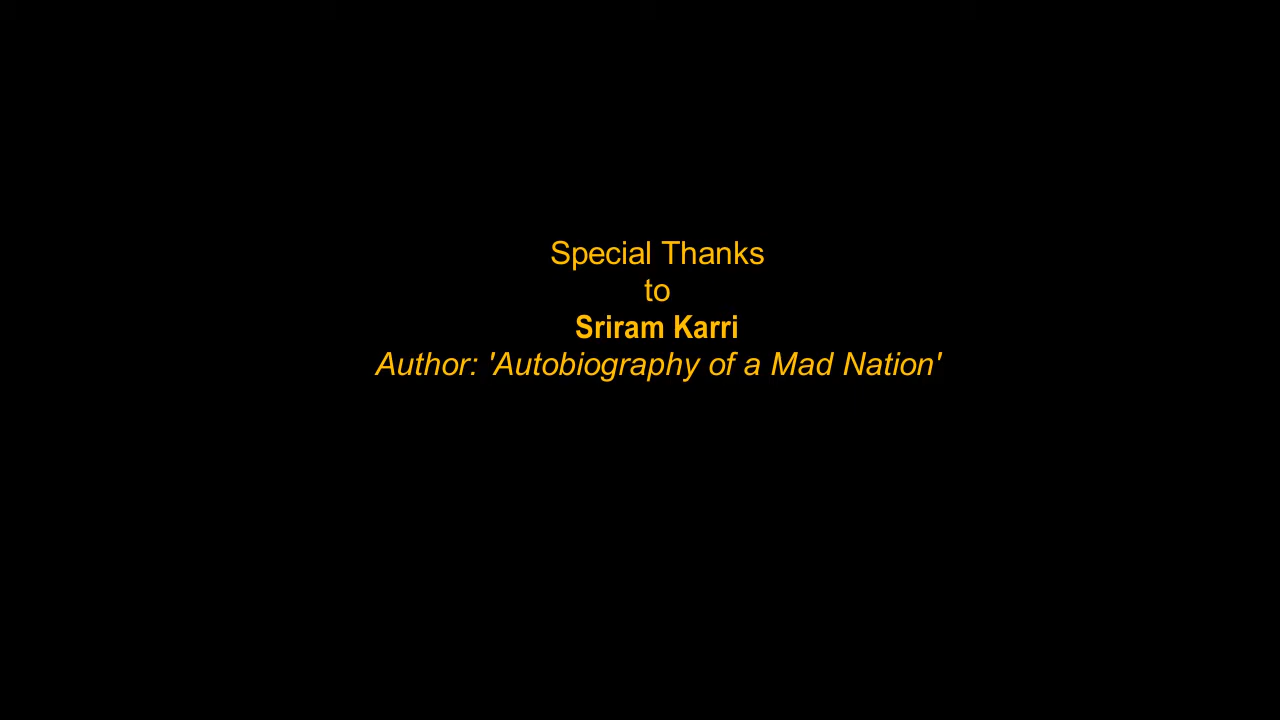 Special Thanks
to
Sriram Karri
Author: 'Autobiography of a Mad Nation'